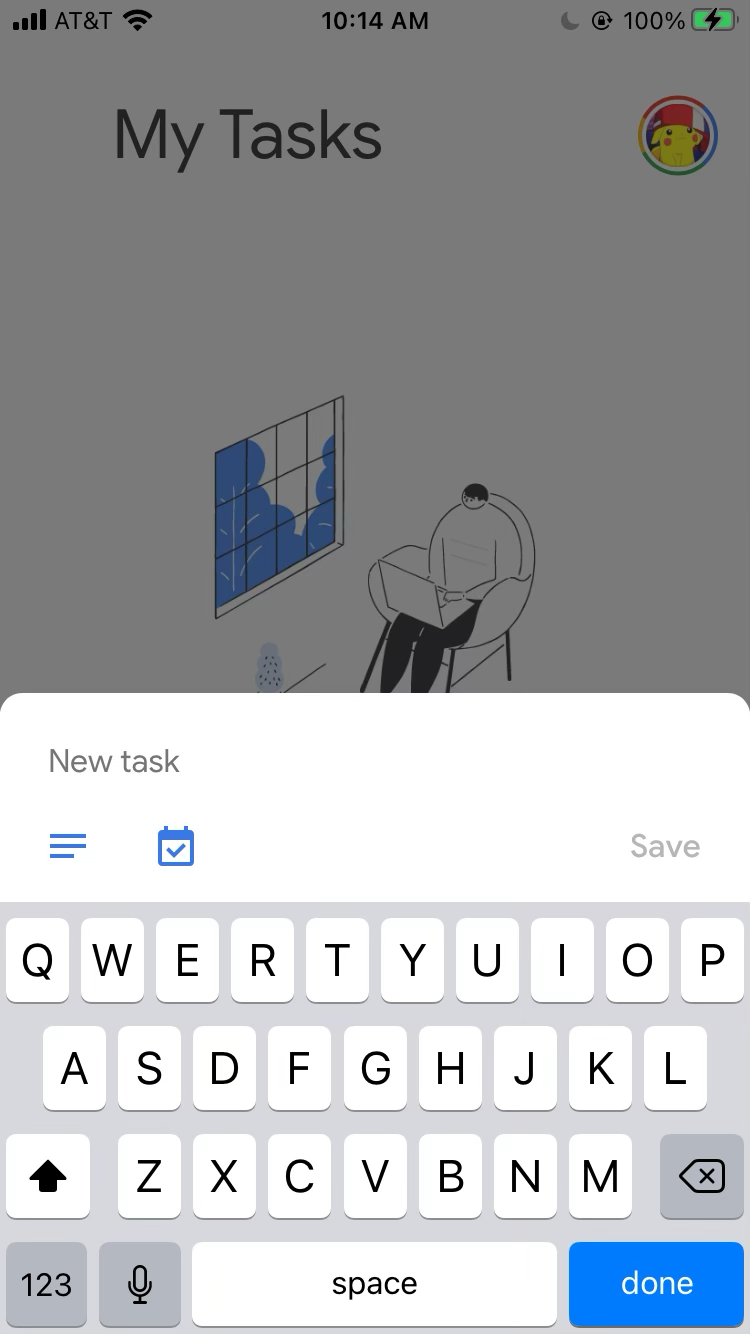 AT&T 10:14 AM 100%
My Tasks
New task
Save
Q W E R T Y U I O P
A S D F G H J K L
Z X C V B N M
123 space done